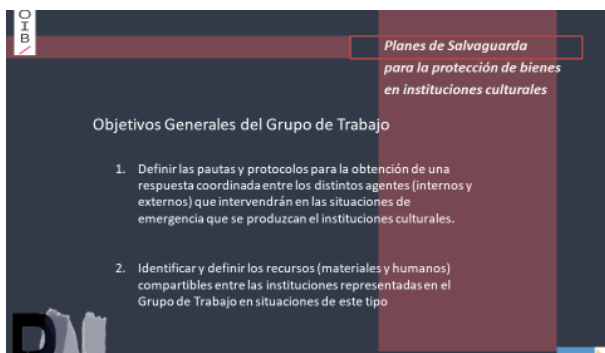 OIB/
Planes de Salvaguarda
para la protección de bienes
en instituciones culturales
Objetivos Generales del Grupo de Trabajo
1. Definir las pautas y protocolos para la obtención de una
respuesta coordinada entre los distintos agentes (internos y
externos) que intervendrán en las situaciones de
emergencia que se produzcan el instituciones culturales.
2. Identificar y definir los recursos (materiales y humanos)
compartibles entre las instituciones representadas en el
Grupo de Trabajo en situaciones de este tipo